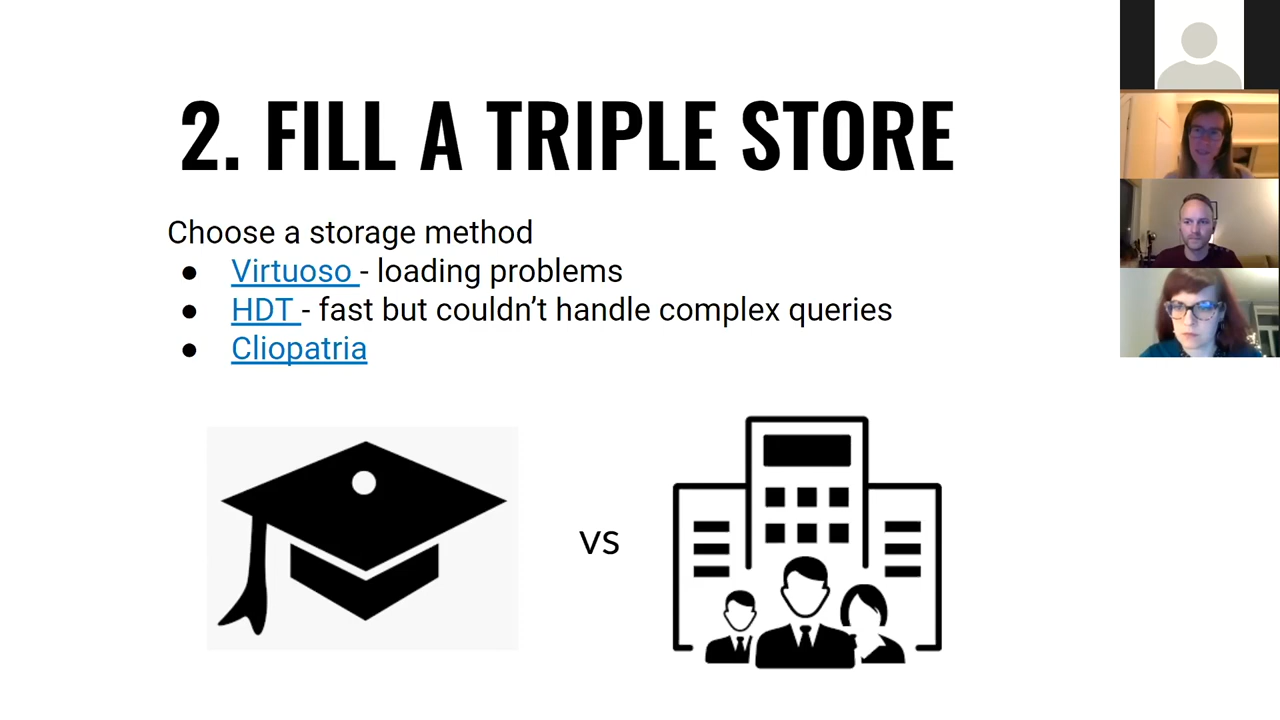 2. FILL A TRIPLE STORE
Choose a storage method
● Virtuoso - loading problems
● HDT - fast but couldn't handle complex queries
● Cliopatria
vs